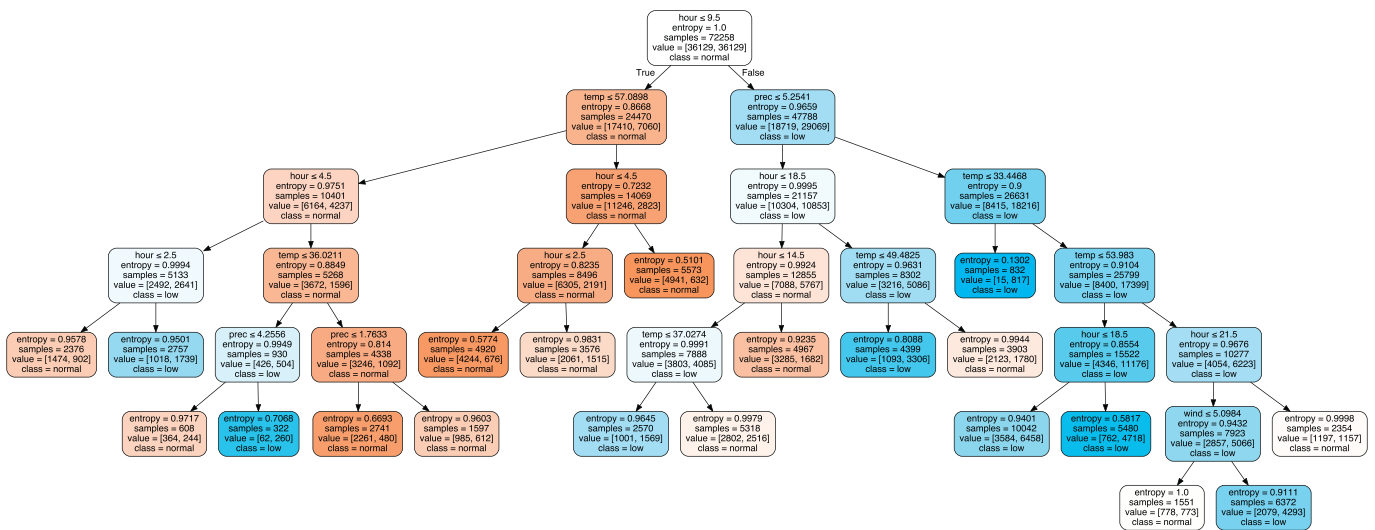 hour ≤ 9.5
entropy = 1.0
samples = 72258
value = [36129, 36129]
class = normal
True
False
temp ≤ 57.0898
entropy = 0.8668
samples = 24470
value = [17410, 7060]
class = normal
prec ≤ 5.2541
entropy = 0.9659
samples = 47788
value = [18719, 29069]
class = low
hour ≤ 4.5
entropy = 0.9751
samples = 10401
value = [6164, 4237]
class = normal
hour ≤ 4.5
entropy = 0.7232
samples = 14069
value = [11246, 2823]
class = normal
hour ≤ 18.5
entropy = 0.9995
samples = 21157
value = [10304, 10853]
class = low
temp ≤ 33.4468
entropy = 0.9
samples = 26631
value = [8415, 18216]
class = low
hour ≤ 2.5
entropy = 0.9994
samples = 5133
value = [2492, 2641]
class = low
temp ≤ 36.0211
entropy = 0.8849
samples = 5268
value = [3672, 1596]
class = normal
hour ≤ 2.5
entropy = 0.8235
samples = 8496
value = [6305, 2191]
class = normal
entropy = 0.5101
samples = 5573
value = [4941, 632]
class = normal
hour ≤ 14.5
entropy = 0.9924
samples = 12855
value = [7088, 5767]
class = normal
temp ≤ 49.4825
entropy = 0.9631
samples = 8302
value = [3216, 5086]
class = low
entropy = 0.1302
samples = 832
value = [15, 817]
class = low
temp ≤ 53.983
entropy = 0.9104
samples = 25799
value = [8400, 17399]
class = low
entropy = 0.9578
samples = 2376
value = [1474, 902]
class = normal
entropy = 0.9501
samples = 2757
value = [1018, 1739]
class = low
prec ≤ 4.2556
entropy = 0.9949
samples = 930
value = [426, 504]
class = low
prec ≤ 1.7633
entropy = 0.814
samples = 4338
value = [3246, 1092]
class = normal
entropy = 0.5774
samples = 4920
value = [4244, 676]
class = normal
entropy = 0.9831
samples = 3576
value = [2061, 1515]
class = normal
temp ≤ 37.0274
entropy = 0.9991
samples = 7888
value = [3803, 4085]
class = low
entropy = 0.9235
samples = 4967
value = [3285, 1682]
class = normal
entropy = 0.8088
samples = 4399
value = [1093, 3306]
class = low
entropy = 0.9944
samples = 3903
value = [2123, 1780]
class = normal
hour ≤ 18.5
entropy = 0.8554
samples = 15522
value = [4346, 11176]
class = low
hour ≤ 21.5
entropy = 0.9676
samples = 10277
value = [4054, 6223]
class = low
entropy = 0.9717
samples = 608
value = [364, 244]
class = normal
entropy = 0.7068
samples = 322
value = [62, 260]
class = low
entropy = 0.6693
samples = 2741
value = [2261, 480]
class = normal
entropy = 0.9603
samples = 1597
value = [985, 612]
class = normal
entropy = 0.9645
samples = 2570
value = [1001, 1569]
class = low
entropy = 0.9979
samples = 5318
value = [2802, 2516]
class = normal
entropy = 0.9401
samples = 10042
value = [3584, 6458]
class = low
entropy = 0.5817
samples = 5480
value = [762, 4718]
class = low
wind ≤ 5.0984
entropy = 0.9432
samples = 7923
value = [2857, 5066]
class = low
entropy = 0.9998
samples = 2354
value = [1197, 1157]
class = normal
entropy = 1.0
samples = 1551
value = [778, 773]
class = normal
entropy = 0.9111
samples = 6372
value = [2079, 4293]
class = low